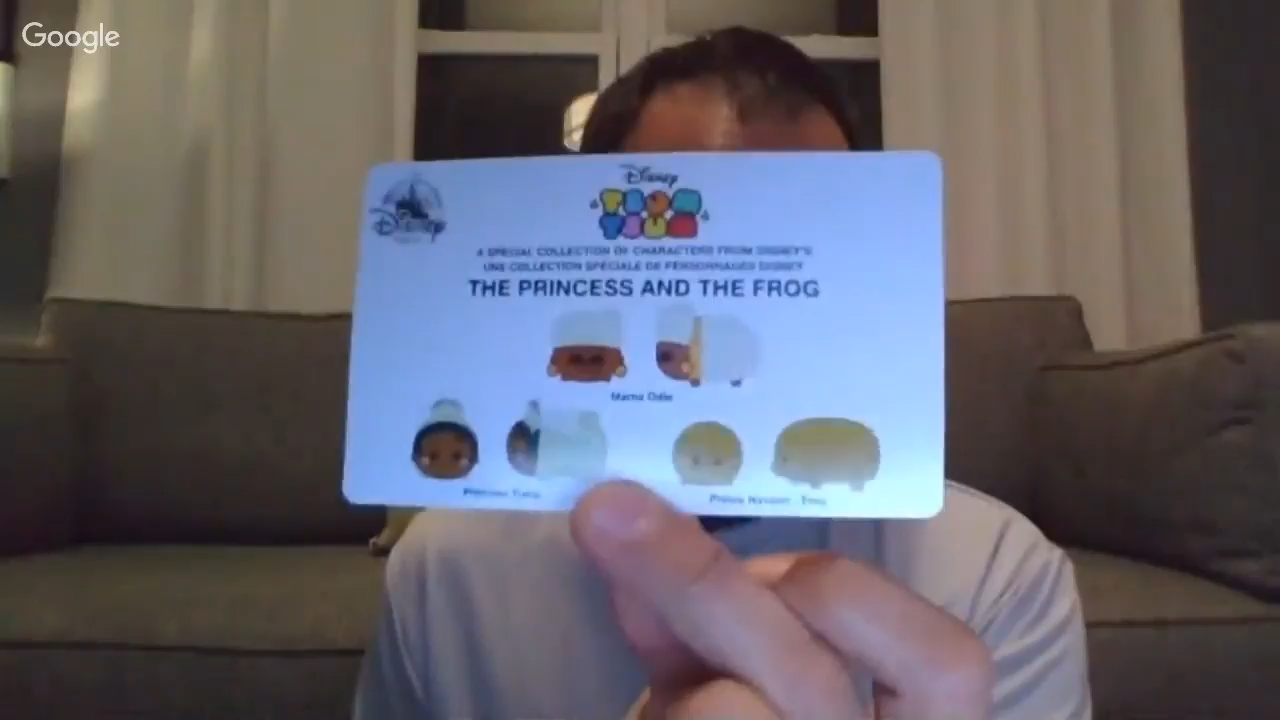 Google
Disney
Disney
TSUM
TSUM
A SPECIAL COLLECTION OF CHARACTERS FROM DISNEY'S
UNE COLLECTION SPÉCIALE DE PERSONNAGES DISNEY
THE PRINCESS AND THE FROG
Mama Odie
Princess Tiana
Prince Naveen